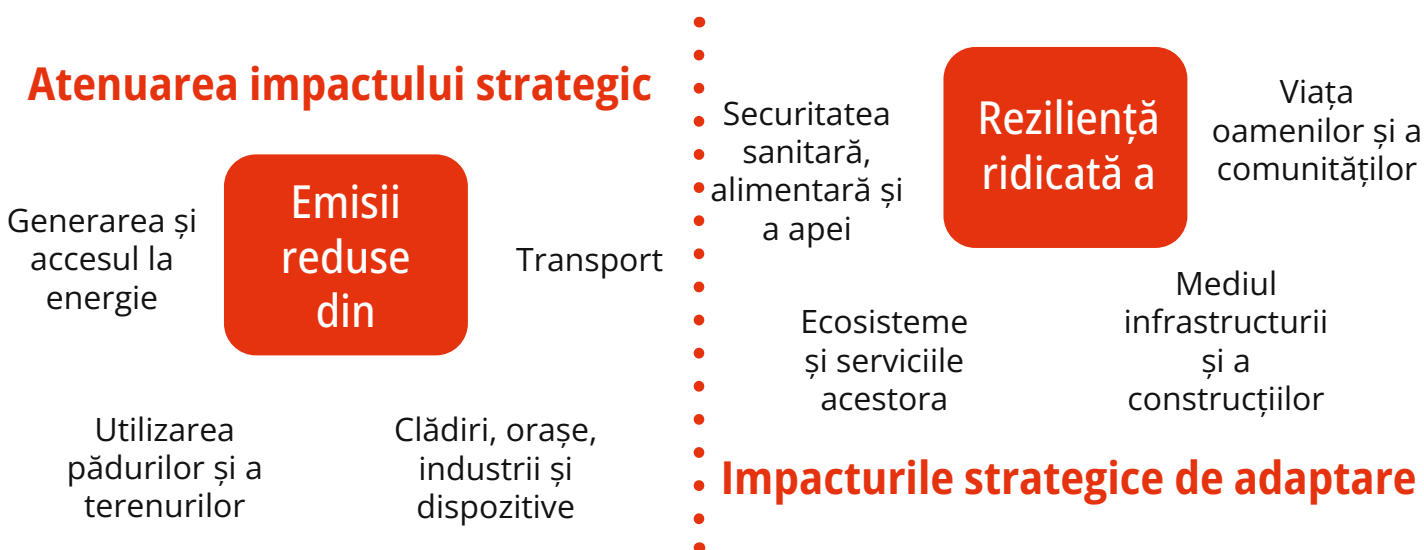 Atenuarea impactului strategic
Generarea și
accesul la
energie
Emisii
reduse
din
Transport
Utilizarea
pădurilor și a
terenurilor
Clădiri, orașe,
industrii și
dispozitive
Securitatea
sanitară,
alimentară și
a apei
Reziliență
ridicată a
Viața
oamenilor și a
comunităților
Ecosisteme
și serviciile
acestora
Mediul
infrastructurii
și a
construcțiilor
Impacturile strategice de adaptare